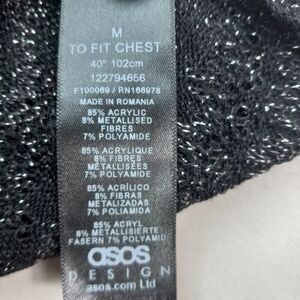 M
TO FIT CHEST
40" 102cm
122794656
F100069 / RN166978
MADE IN ROMANIA
85% ACRYLIC
8% METALLISED
FIBRES
7% POLYAMIDE
85% ACRYLIQUE
8% FIBRES
METALLISÉES
7% POLYAMIDE
85% ACRÍLICO
8% FIBRAS
METALIZADAS
7% POLIAMIDA
85% ACRYL
8% METALLISIERTE
FASERN 7% POLYAMID
asos
DESIGN
asos.com Ltd